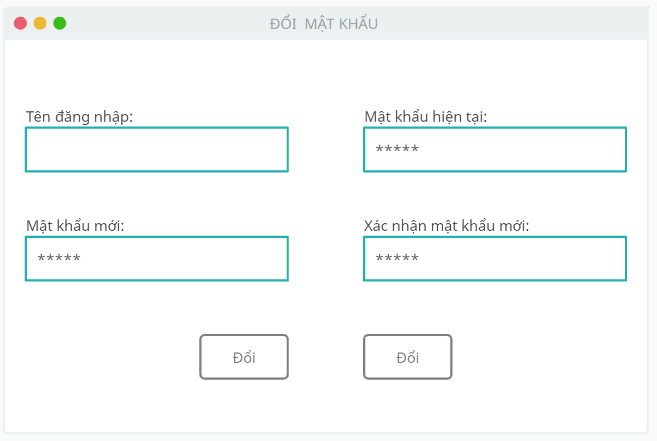 ĐỔI MẬT KHẨU
Tên đăng nhập:
Mật khẩu hiện tại:
*****
Mật khẩu mới:
Xác nhận mật khẩu mới:
*****
*****
Đổi
Đổi